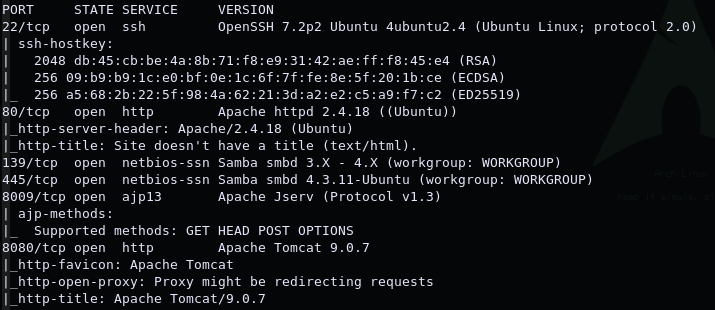 PORT     STATE SERVICE     VERSION
22/tcp   open  ssh         OpenSSH 7.2p2 Ubuntu 4ubuntu2.4 (Ubuntu Linux; protocol 2.0)
| ssh-hostkey:
|   2048 db:45:cb:be:4a:8b:71:f8:e9:31:42:ae:ff:f8:45:e4 (RSA)
|   256 09:b9:b9:1c:e0:bf:0e:1c:6f:7f:fe:8e:5f:20:1b:ce (ECDSA)
|_  256 a5:68:2b:22:5f:98:4a:62:21:3d:a2:e2:c5:a9:f7:c2 (ED25519)
80/tcp   open  http        Apache httpd 2.4.18 ((Ubuntu))
|_http-server-header: Apache/2.4.18 (Ubuntu)
|_http-title: Site doesn't have a title (text/html).
139/tcp  open  netbios-ssn Samba smbd 3.X - 4.X (workgroup: WORKGROUP)
445/tcp  open  netbios-ssn Samba smbd 4.3.11-Ubuntu (workgroup: WORKGROUP)
8009/tcp open  ajp13       Apache Jserv (Protocol v1.3)
| ajp-methods:
|_  Supported methods: GET HEAD POST OPTIONS
8080/tcp open  http        Apache Tomcat 9.0.7
|_http-favicon: Apache Tomcat
|_http-open-proxy: Proxy might be redirecting requests
|_http-title: Apache Tomcat/9.0.7
Arch Linux